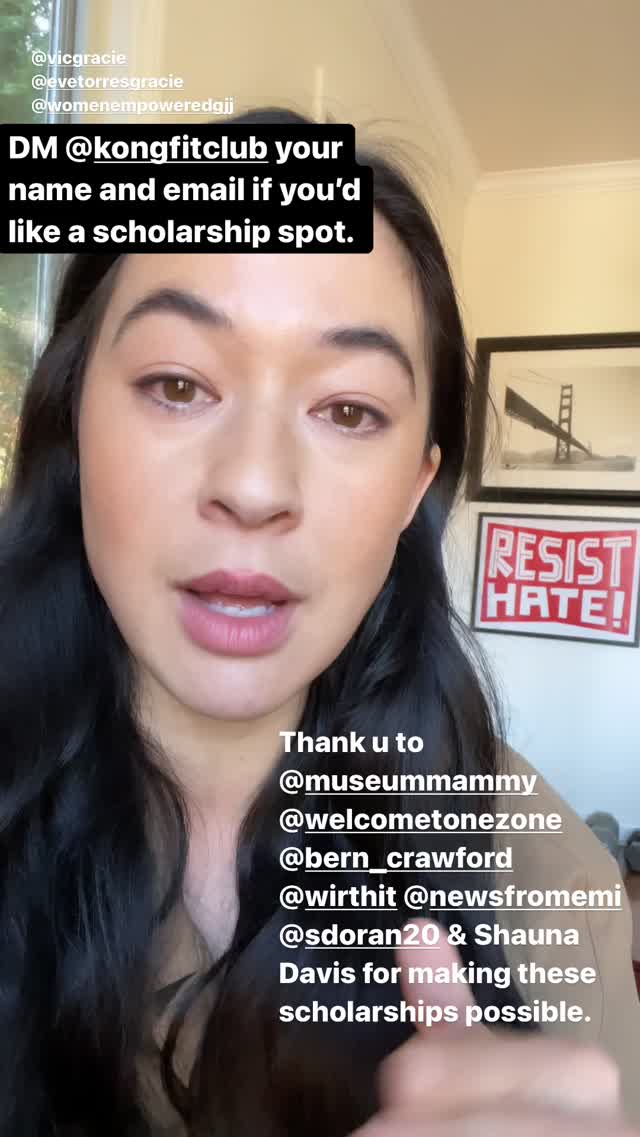 @vicgracie
@evetorresgracie
@womenempoweredgjj
DM @kongfitclub your
name and email if you’d
like a scholarship spot.
RESIST
HATE!
Thank u to
@museummammy
@welcometonezone
@bern_crawford
@wirthit @newsfromemi
@sdoran20 & Shauna
Davis for making these
scholarships possible.